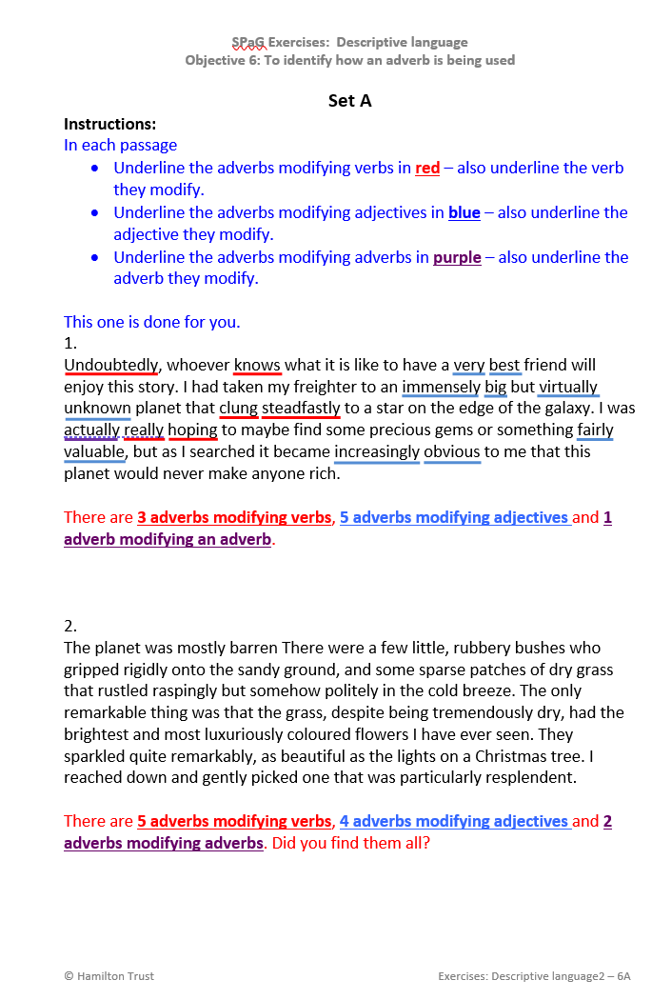 SPaG Exercises: Descriptive language
Objective 6: To identify how an adverb is being used
Set A
Instructions:
In each passage
• Underline the adverbs modifying verbs in red – also underline the verb
they modify.
• Underline the adverbs modifying adjectives in blue – also underline the
adjective they modify.
• Underline the adverbs modifying adverbs in purple – also underline the
adverb they modify.
This one is done for you.
1.
Undoubtedly, whoever knows what it is like to have a very best friend will
enjoy this story. I had taken my freighter to an immensely big but virtually
unknown planet that clung steadfastly to a star on the edge of the galaxy. I was
actually really hoping to maybe find some precious gems or something fairly
valuable, but as I searched it became increasingly obvious to me that this
planet would never make anyone rich.
There are 3 adverbs modifying verbs, 5 adverbs modifying adjectives and 1
adverb modifying an adverb.
2.
The planet was mostly barren There were a few little, rubbery bushes who
gripped rigidly onto the sandy ground, and some sparse patches of dry grass
that rustled raspingly but somehow politely in the cold breeze. The only
remarkable thing was that the grass, despite being tremendously dry, had the
brightest and most luxuriously coloured flowers I have ever seen. They
sparkled quite remarkably, as beautiful as the lights on a Christmas tree. I
reached down and gently picked one that was particularly resplendent.
There are 5 adverbs modifying verbs, 4 adverbs modifying adjectives and 2
adverbs modifying adverbs. Did you find them all?
© Hamilton Trust
Exercises: Descriptive language2 – 6A